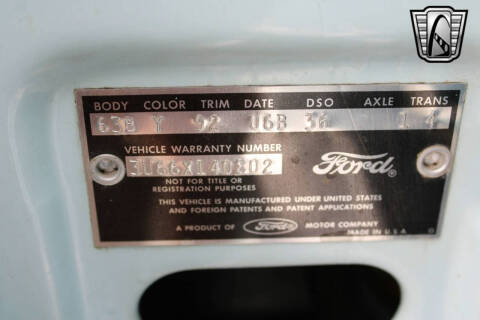 BODY COLOR TRIM DATE DSO AXLE TRANS
63B Y 92 06B 36 1 4
VEHICLE WARRANTY NUMBER
3U66X140302
Ford
NOT FOR TITLE OR
REGISTRATION PURPOSES
THIS VEHICLE IS MANUFACTURED UNDER UNITED STATES
AND FOREIGN PATENTS AND PATENT APPLICATIONS
A PRODUCT OF Ford MOTOR COMPANY
MADE IN U.S.A